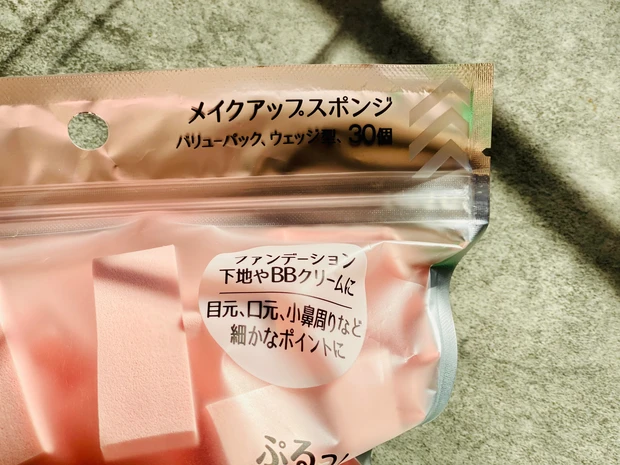 メイクアップスポンジ
バリューパック、ウェッジ型、30個
ファンデーション
下地やBBクリームに
目元、口元、小鼻周りなど
細かなポイントに
ぷる